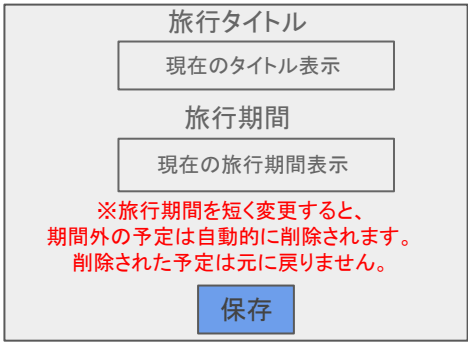 旅行タイトル
現在のタイトル表示
旅行期間
現在の旅行期間表示
※旅行期間を短く変更すると、
期間外の予定は自動的に削除されます。
削除された予定は元に戻りません。
保存